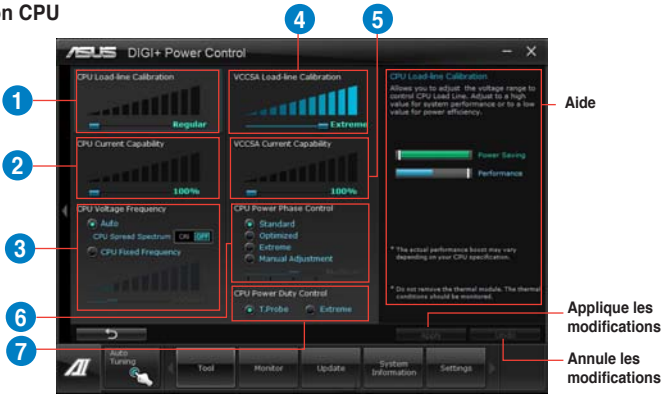 on CPU
4
5
ASUS DIGI+ Power Control
1
CPU Load-line Calibration
Regular
VCCSA Load-line Calibration
Extreme
CPU Load-line Calibration
Allows you to adjust the voltage range to
control CPU Load Line. Adjust to a high
value for system performance or to a low
value for power efficiency.
Aide
2
CPU Current Capability
100%
VCCSA Current Capability
100%
Power Saving
Performance
3
CPU Voltage Frequency
Auto
CPU Spread Spectrum ON OFF
CPU Fixed Frequency
CPU Power Phase Control
Standard
Optimized
Extreme
Manual Adjustment
* The actual performance boost may vary
depending on your CPU specification.
* Do not remove the thermal module. The thermal
conditions should be monitored.
6
7
CPU Power Duty Control
T.Probe Extreme
Apply Undo
Applique les
modifications
Annule les
modifications
AI
Auto
Tuning
Tool
Monitor
Update
System
Information
Settings